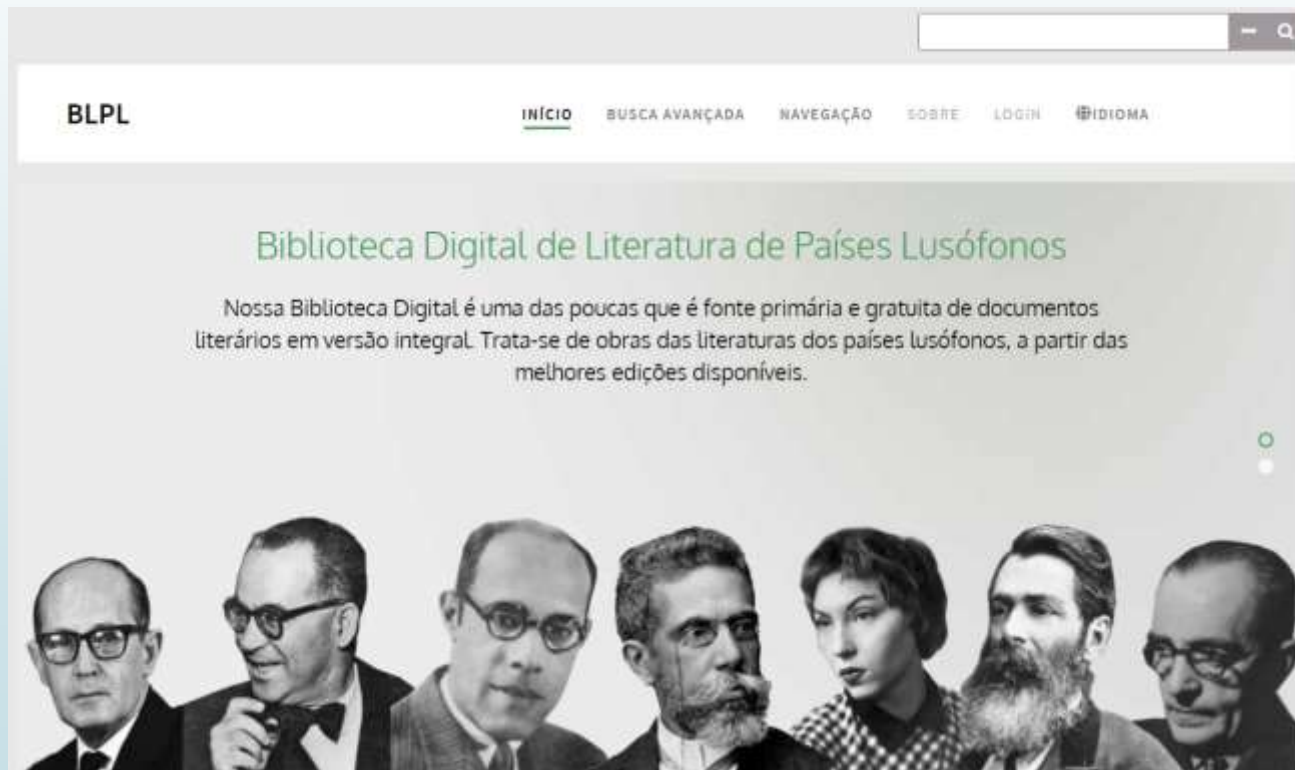 BLPL
INÍCIO BUSCA AVANÇADA NAVEGAÇÃO SOBRE LOGIN IDIOMA
Biblioteca Digital de Literatura de Países Lusófonos
Nossa Biblioteca Digital é uma das poucas que é fonte primária e gratuita de documentos
literários em versão integral. Trata-se de obras das literaturas dos países lusófonos, a partir das
melhores edições disponíveis.